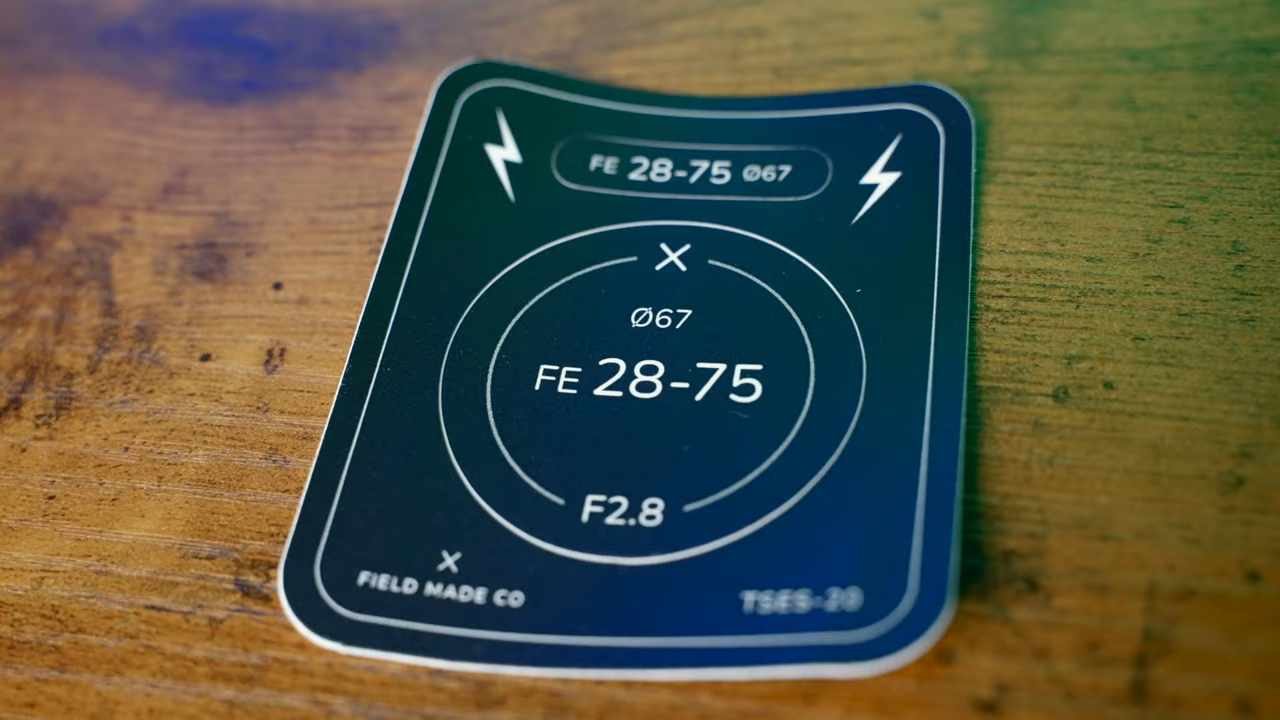 FE 28-75 Ø67
Ø67
FE 28-75
F2.8
FIELD MADE CO
TSES-20